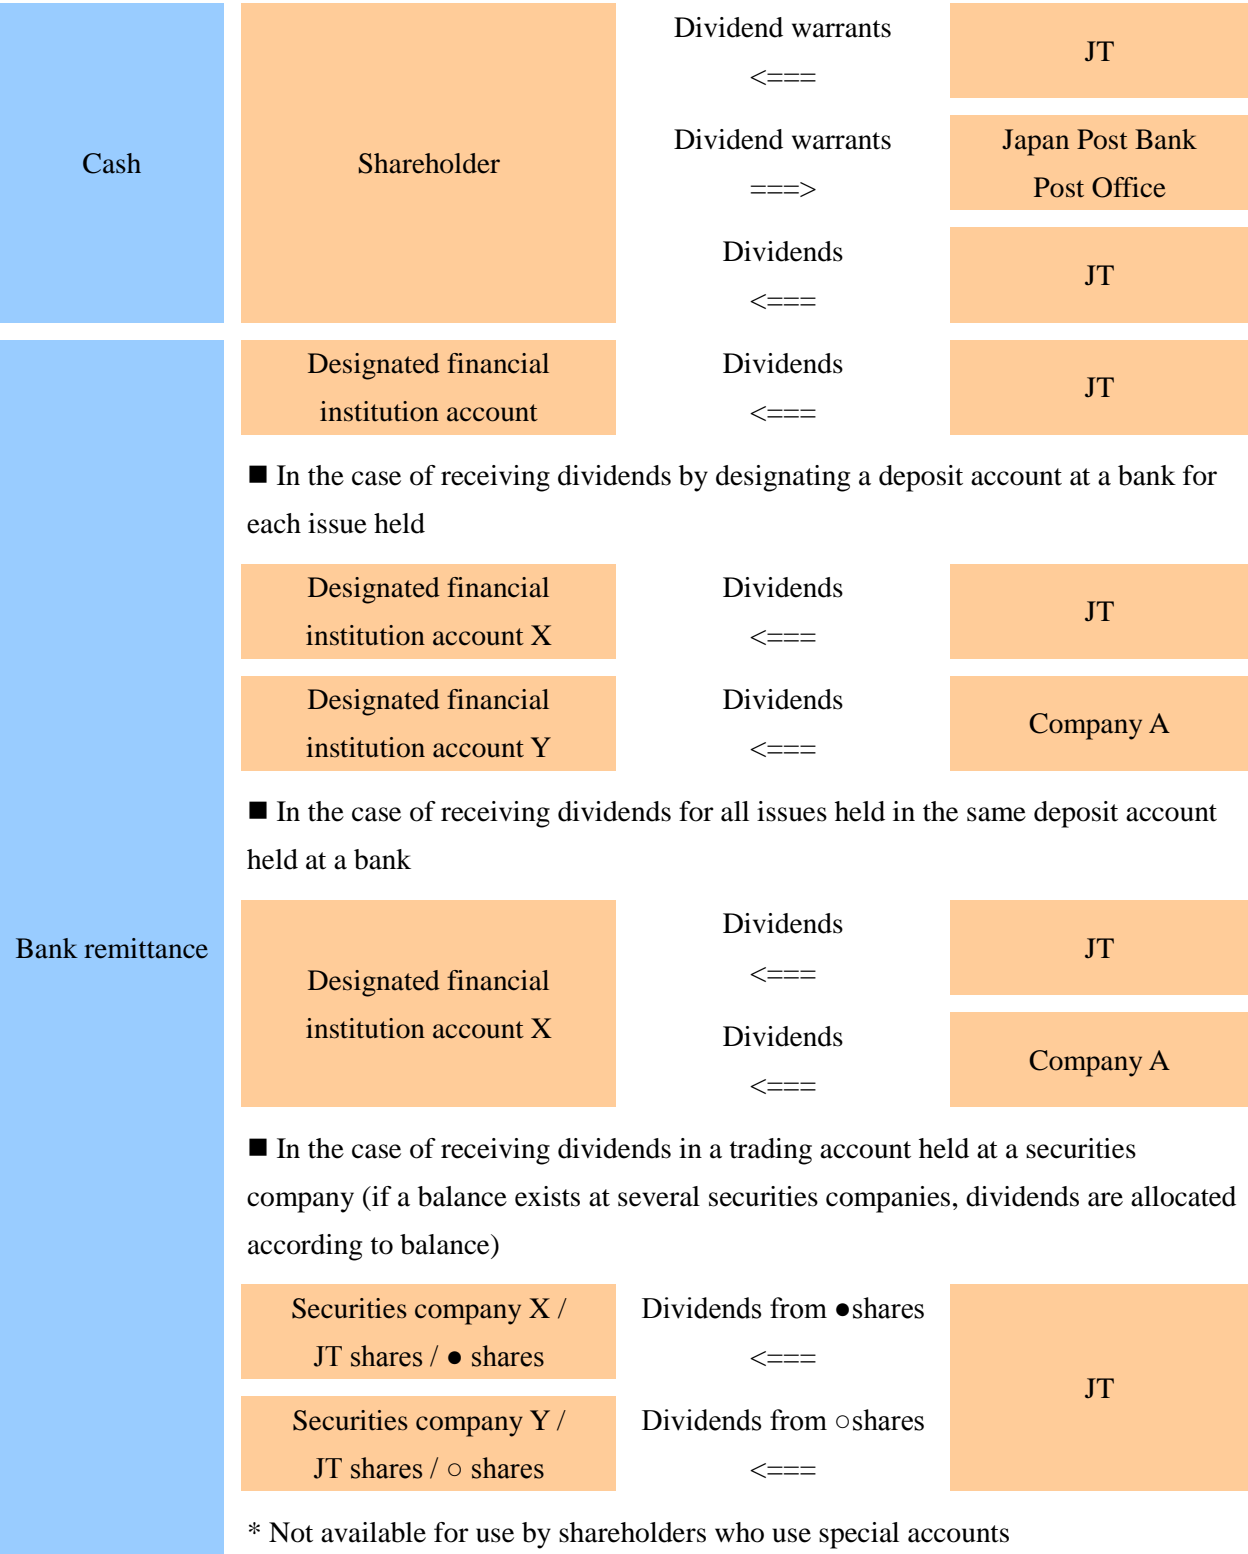 Cash
Shareholder
Dividend warrants
<===
JT
Dividend warrants
===>
Japan Post Bank
Post Office
Dividends
<===
JT
Bank remittance
Designated financial
institution account
Dividends
<===
JT
■ In the case of receiving dividends by designating a deposit account at a bank for
each issue held
Designated financial
institution account X
Dividends
<===
JT
Designated financial
institution account Y
Dividends
<===
Company A
■ In the case of receiving dividends for all issues held in the same deposit account
held at a bank
Designated financial
institution account X
Dividends
<===
JT
Dividends
<===
Company A
■ In the case of receiving dividends in a trading account held at a securities
company (if a balance exists at several securities companies, dividends are allocated
according to balance)
Securities company X /
JT shares / ● shares
Dividends from ●shares
<===
JT
Securities company Y /
JT shares / ○ shares
Dividends from ○shares
<===
* Not available for use by shareholders who use special accounts